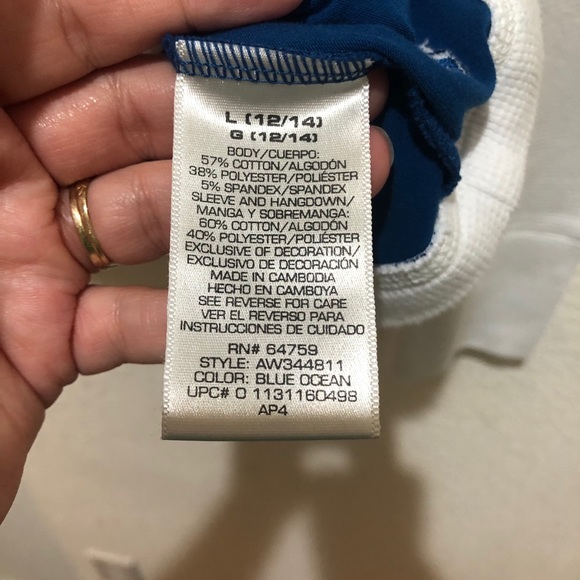 L (12/14)
G (12/14)
BODY/CUERPO:
57% COTTON/ALGODÓN
38% POLYESTER/POLIÉSTER
5% SPANDEX/SPANDEX
SLEEVE AND HANGDOWN/
MANGA Y SOBREMANGA:
60% COTTON/ALGODÓN
40% POLYESTER/POLIÉSTER
EXCLUSIVE OF DECORATION/
EXCLUSIVO DE DECORACIÓN
MADE IN CAMBODIA
HECHO EN CAMBOYA
SEE REVERSE FOR CARE
VER EL REVERSO PARA
INSTRUCCIONES DE CUIDADO
RN# 64759
STYLE: AW344811
COLOR: BLUE OCEAN
UPC# 0 1131160498
AP4